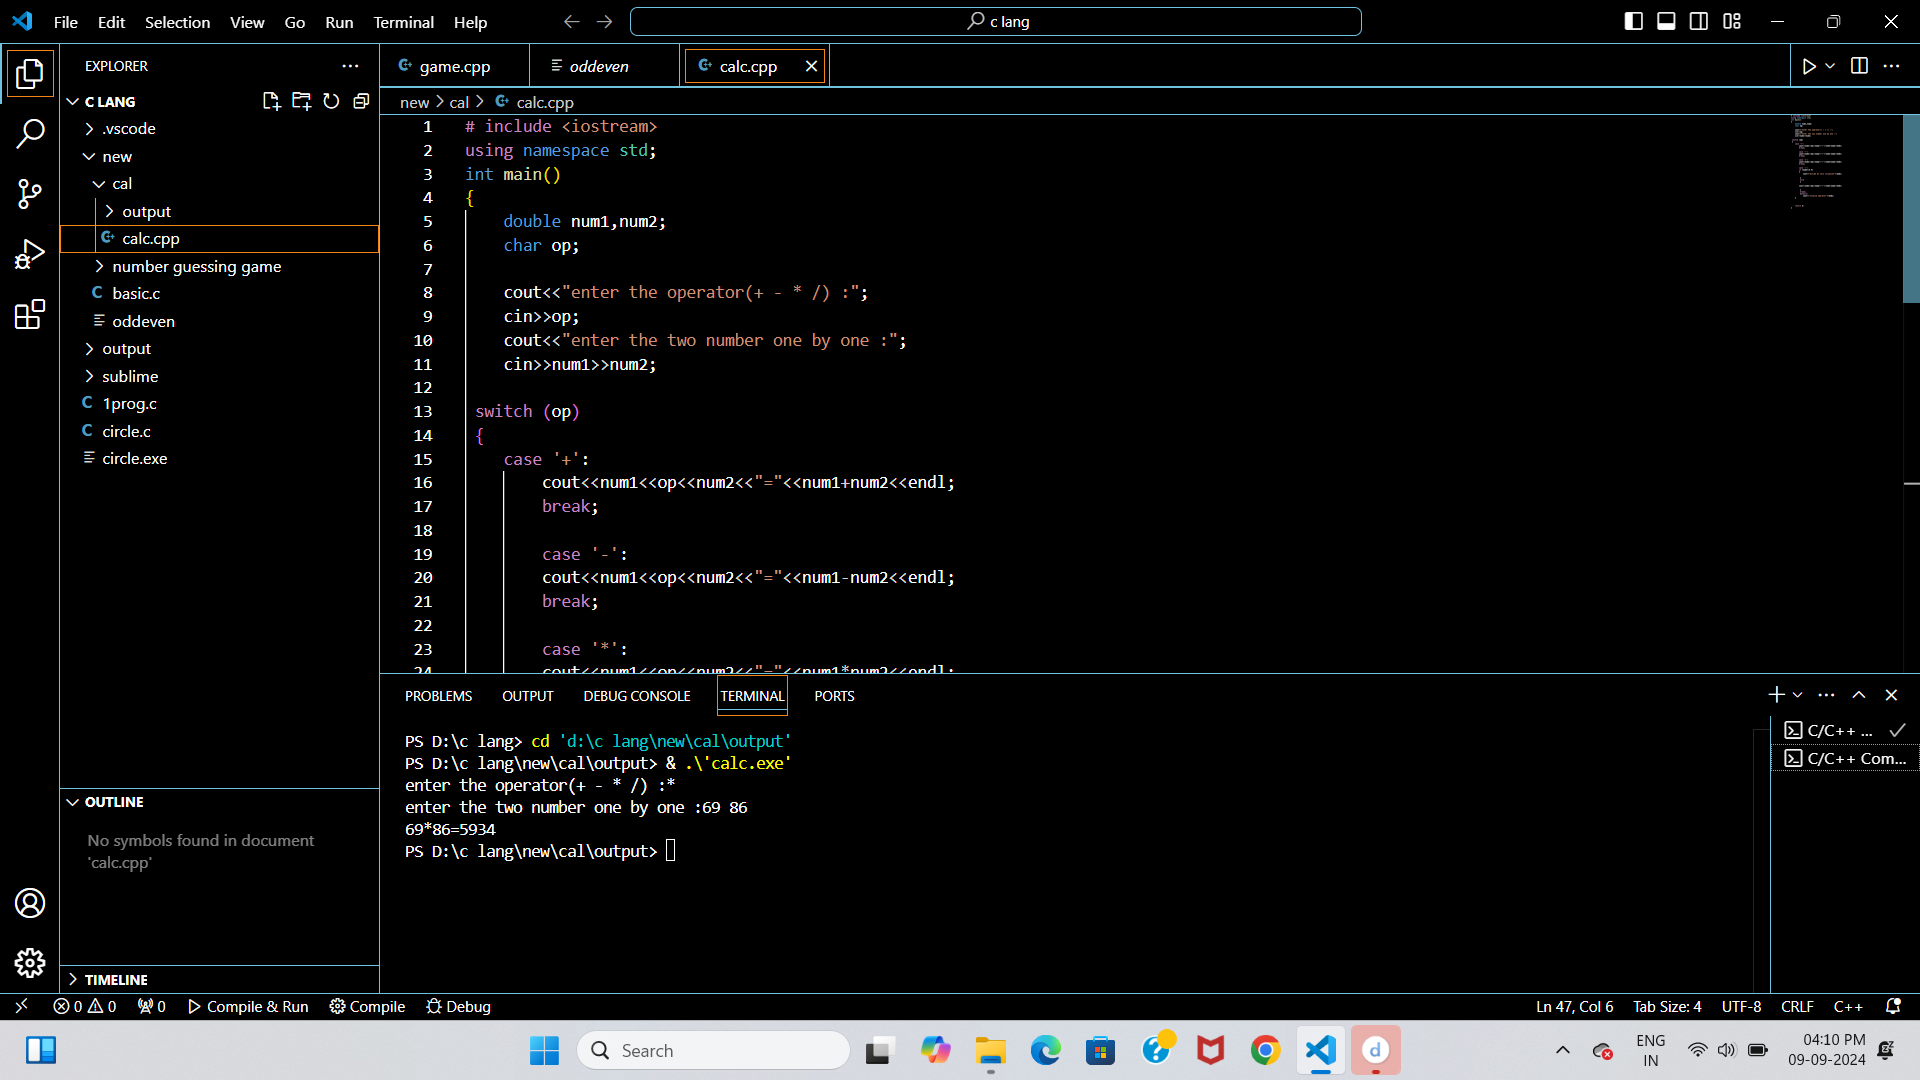 File Edit Selection View Go Run Terminal Help
c lang
EXPLORER
C LANG
.vscode
new
cal
output
calc.cpp
number guessing game
basic.c
oddeven
output
sublime
1prog.c
circle.c
circle.exe
OUTLINE
No symbols found in document
'calc.cpp'
TIMELINE
game.cpp oddeven calc.cpp
new > cal > calc.cpp
1 # include <iostream>
2 using namespace std;
3 int main()
4 {
5 double num1,num2;
6 char op;
7
8 cout<<"enter the operator(+ - * /) :";
9 cin>>op;
10 cout<<"enter the two number one by one :";
11 cin>>num1>>num2;
12
13 switch (op)
14 {
15 case '+':
16 cout<<num1<<op<<num2<<"="<<num1+num2<<endl;
17 break;
18
19 case '-':
20 cout<<num1<<op<<num2<<"="<<num1-num2<<endl;
21 break;
22
23 case '*':
24 cout<<num1<<op<<num2<<"="<<num1*num2<<endl;
PROBLEMS OUTPUT DEBUG CONSOLE TERMINAL PORTS
PS D:\c lang> cd 'd:\c lang\new\cal\output'
PS D:\c lang\new\cal\output> & .\'calc.exe'
enter the operator(+ - * /) :*
enter the two number one by one :69 86
69*86=5934
PS D:\c lang\new\cal\output>
C/C++ ...
C/C++ Com...
0 0 0 Compile & Run Compile Debug
Ln 47, Col 6 Tab Size: 4 UTF-8 CRLF C++
Search
ENG
IN
04:10 PM
09-09-2024